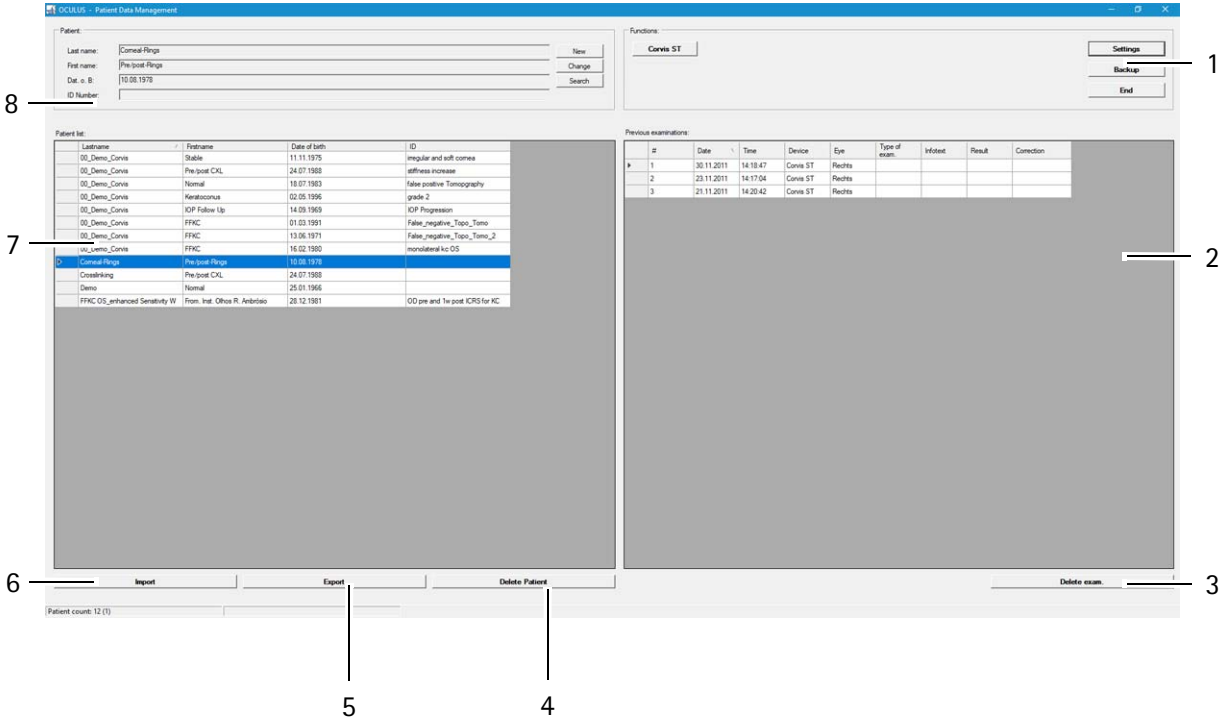 OCULUS - Patient Data Management
Patient:
Last name: Corneal-Rings New
First name: Pre/post-Rings Change
Dat. o. B: 10.08.1978 Search
ID Number:
Functions:
Corvis ST
Settings
Backup
End
1
8
Patient list:
Lastname Firstname Date of birth ID
00_Demo_Corvis Stable 11.11.1975 irregular and soft cornea
00_Demo_Corvis Pre/post CXL 24.07.1988 stiffness increase
00_Demo_Corvis Normal 18.07.1983 false positive Tomopgraphy
00_Demo_Corvis Keratoconus 02.05.1996 grade 2
00_Demo_Corvis IOP Follow Up 14.09.1969 IOP Progression
00_Demo_Corvis FFKC 01.03.1991 False_negative_Topo_Tomo
00_Demo_Corvis FFKC 13.06.1971 False_negative_Topo_Tomo_2
00_Demo_Corvis FFKC 16.02.1980 monolateral kc OS
Corneal-Rings Pre/post-Rings 10.08.1978
Crosslinking Pre/post CXL 24.07.1988
Demo Normal 25.01.1966
FFKC OS_enhanced Sensitivity W From. Inst. Olhos R. Ambrósio 28.12.1981 OD pre and 1w post ICRS for KC
7
Previous examinations:
# Date Time Device Eye Type of exam. Infotext Result Correction
1 30.11.2011 14:18:47 Corvis ST Rechts
2 23.11.2011 14:17:04 Corvis ST Rechts
3 21.11.2011 14:20:42 Corvis ST Rechts
2
6
Import Export Delete Patient Delete exam.
3
Patient count: 12 (1)
5
4